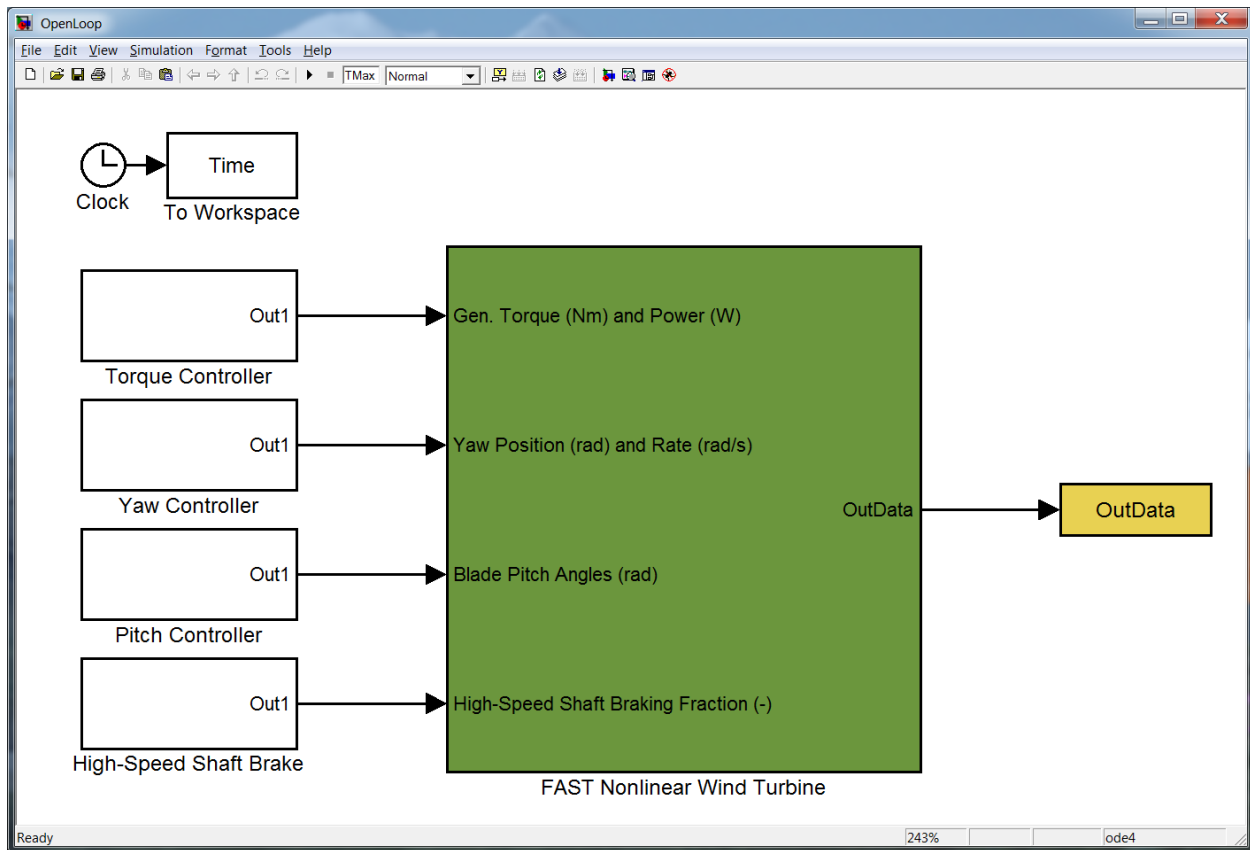 OpenLoop
File Edit View Simulation Format Tools Help
TMax Normal
Time
Clock
To Workspace
Out1
Gen. Torque (Nm) and Power (W)
Torque Controller
Out1
Yaw Position (rad) and Rate (rad/s)
Yaw Controller
OutData
OutData
Out1
Blade Pitch Angles (rad)
Pitch Controller
Out1
High-Speed Shaft Braking Fraction (-)
High-Speed Shaft Brake
FAST Nonlinear Wind Turbine
Ready
243%
ode4